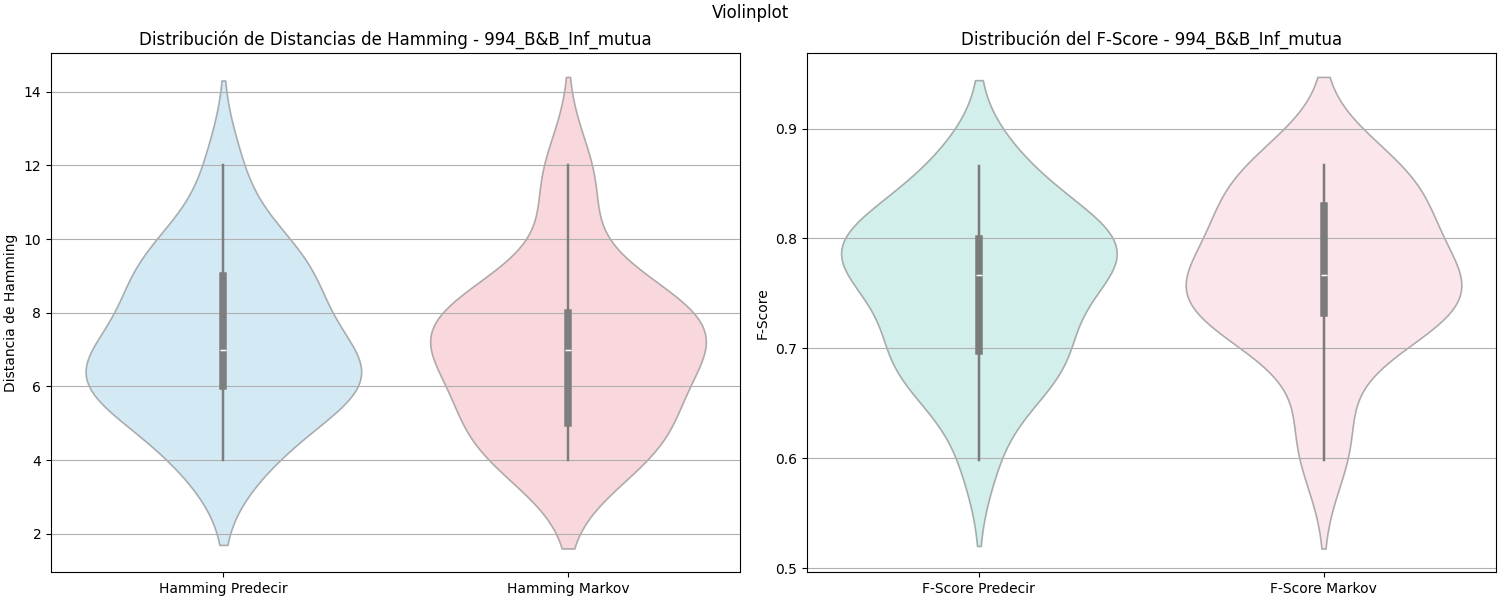 Violinplot
Distribución de Distancias de Hamming - 994_B&B_Inf_mutua
Distancia de Hamming
14
12
10
8
6
4
2
Hamming Predecir
Hamming Markov
Distribución del F-Score - 994_B&B_Inf_mutua
F-Score
0.9
0.8
0.7
0.6
0.5
F-Score Predecir
F-Score Markov